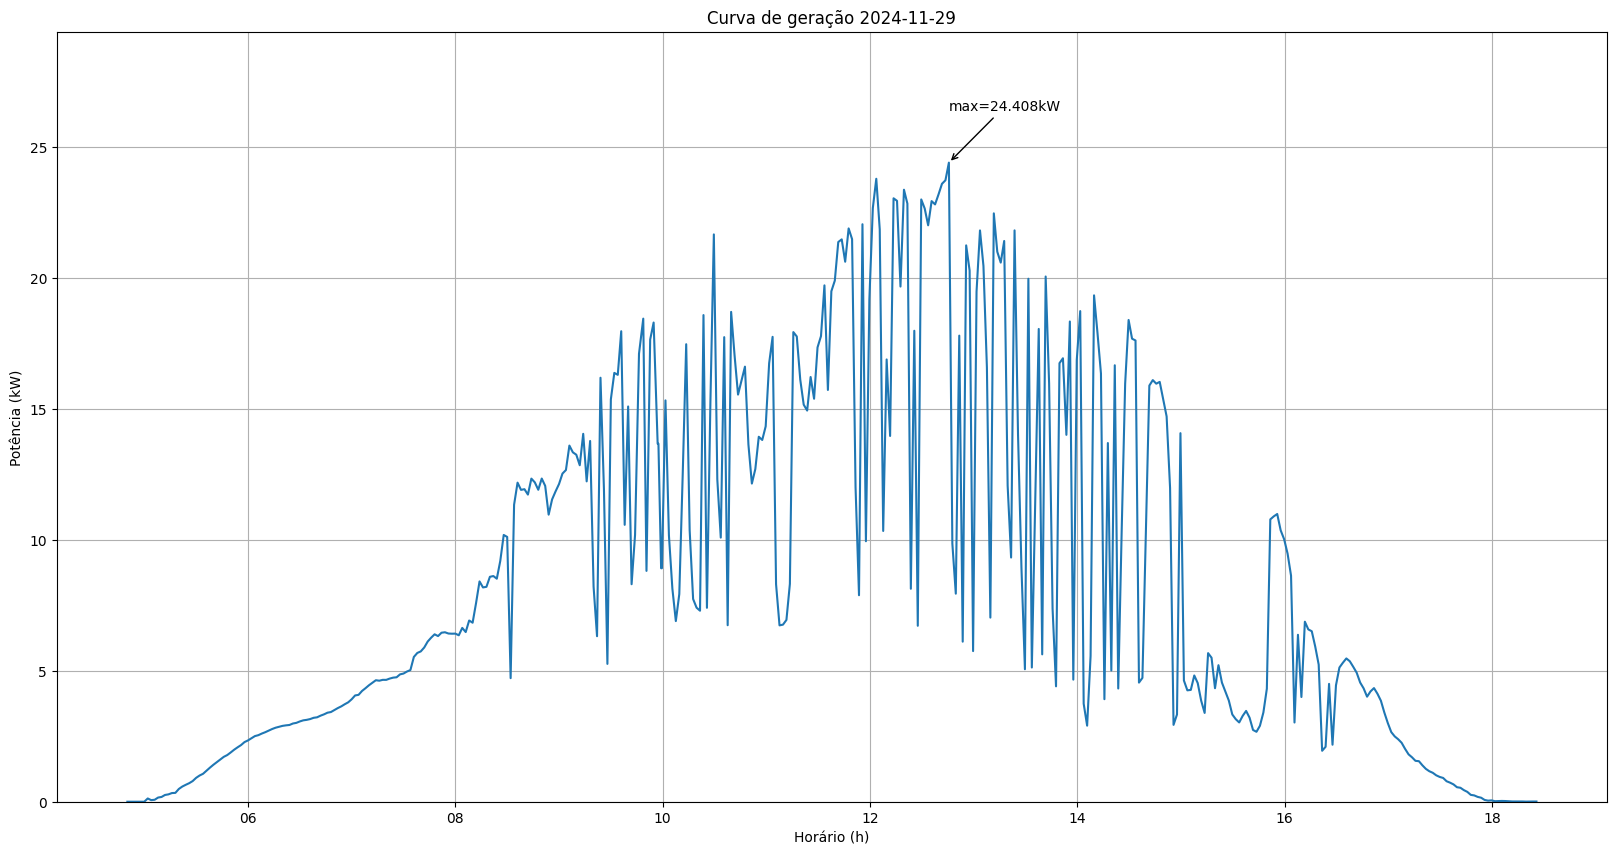 Curva de geração 2024-11-29
max=24.408kW
25
20
15
10
5
0
Potência (kW)
06 08 10 12 14 16 18
Horário (h)